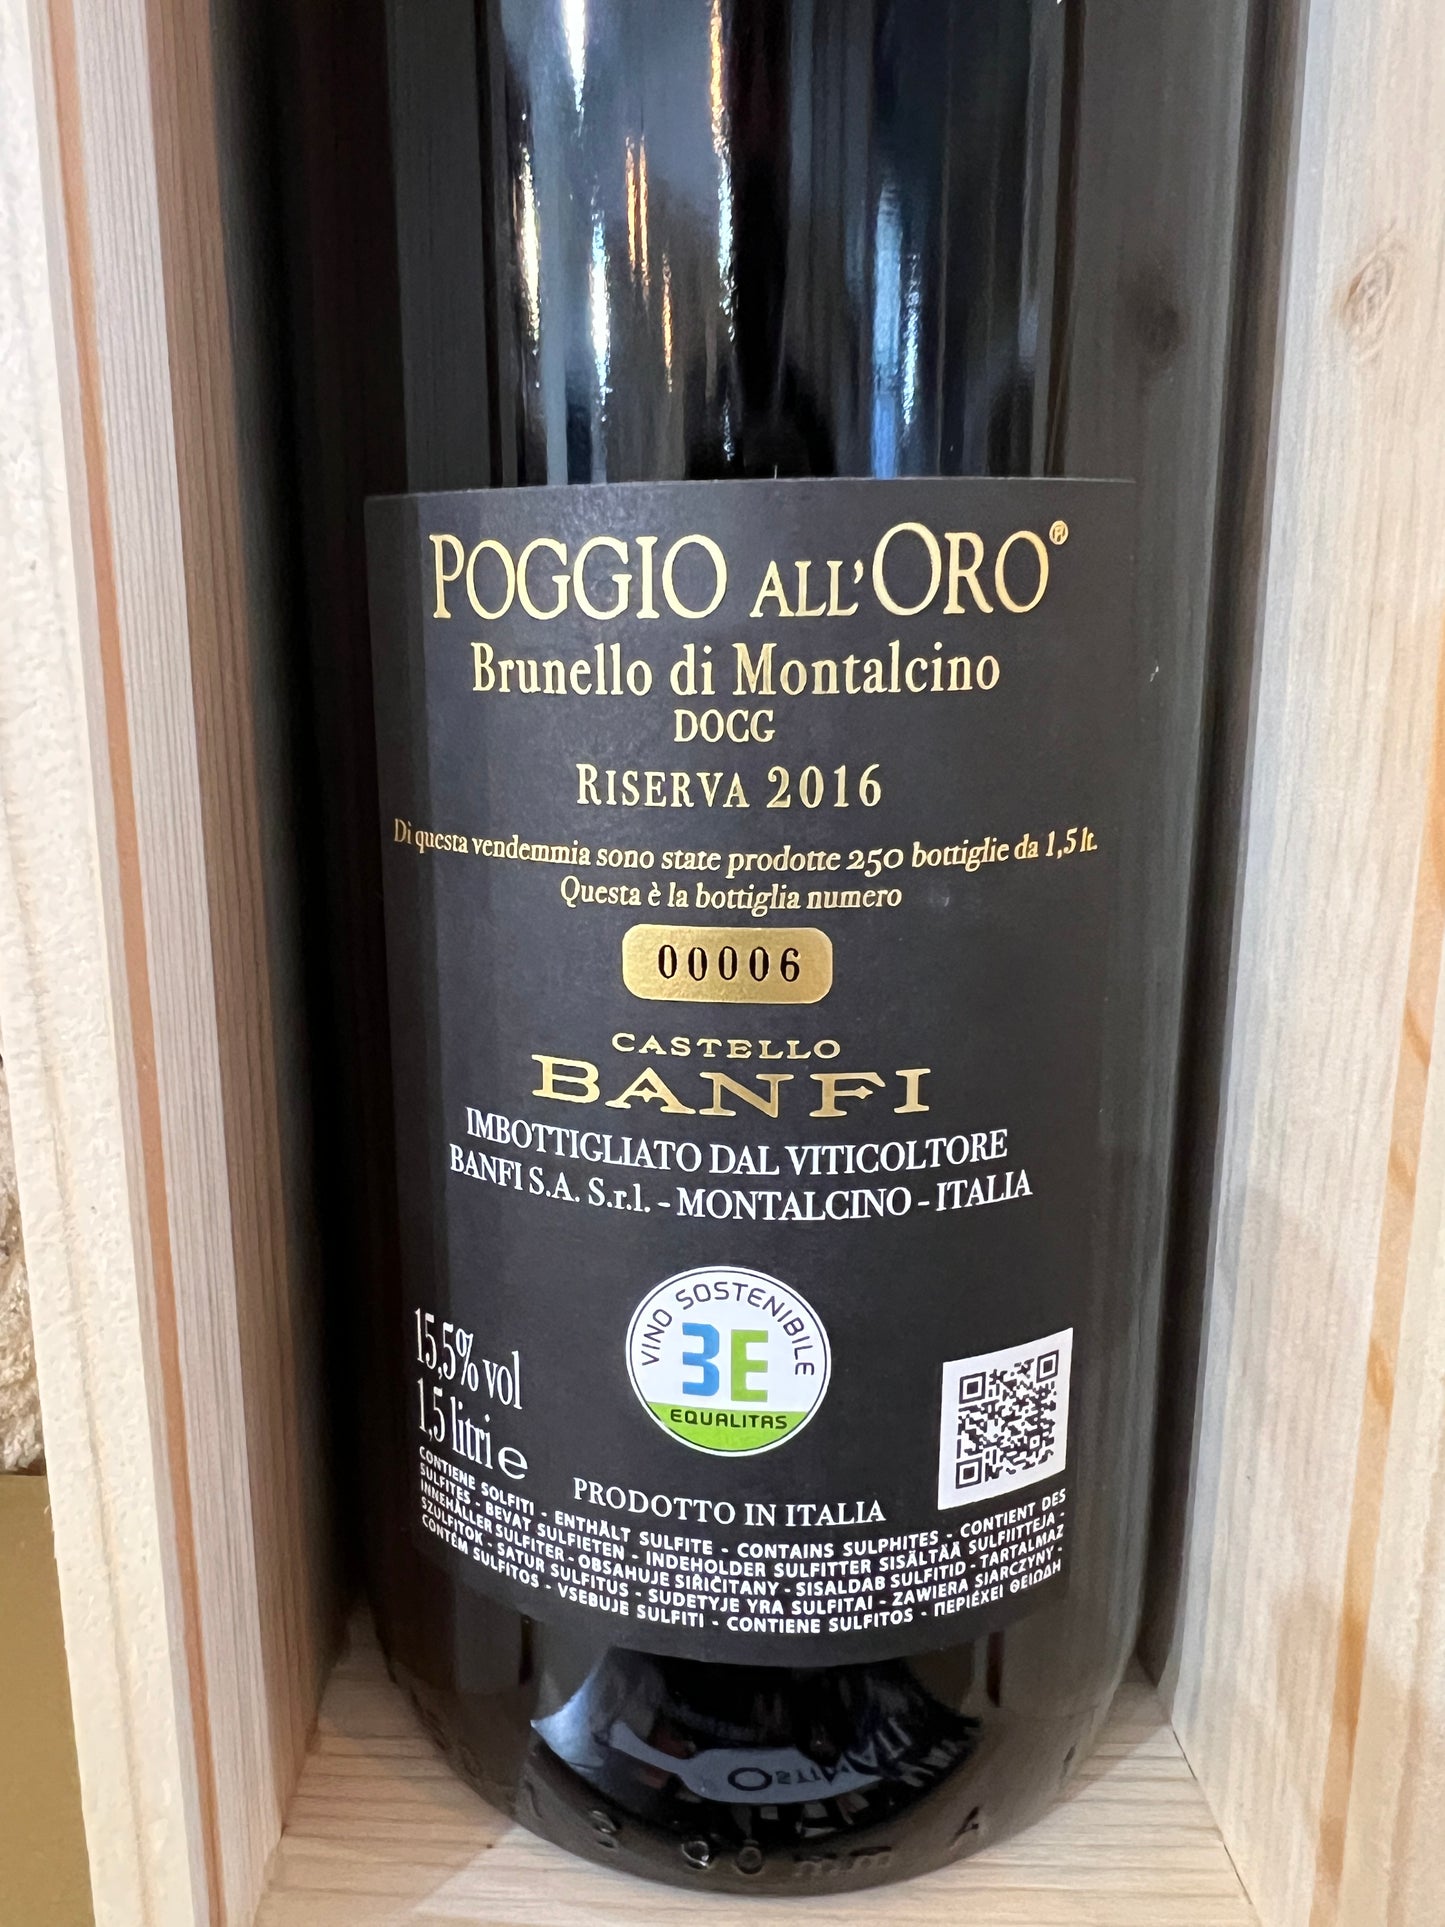 POGGIO ALL'ORO®
Brunello di Montalcino
DOCG
RISERVA 2016
Di questa vendemmia sono state prodotte 250 bottiglie da 1,5 lt.
Questa è la bottiglia numero
00006
CASTELLO
BANFI
IMBOTTIGLIATO DAL VITICOLTORE
BANFI S.A. S.r.l. - MONTALCINO - ITALIA
VINO SOSTENIBILE
3E
EQUALITAS
15,5% vol
1,5 litri e
PRODOTTO IN ITALIA
CONTIENE SOLFITI - ENTHÄLT SULFITE - CONTAINS SULPHITES - CONTIENT DES
SULFITES - BEVAT SULFIETEN - INDEHOLDER SULFITTER SISÄLTÄÄ SULFIITTEJA -
INNEHÅLLER SULFITER - OBSAHUJE SIŘIČITANY - SISALDAB SULFITID - TARTALMAZ
SZULFITOK - SATUR SULFITUS - SUDETYJE YRA SULFITAI - ZAWIERA SIARCZYNY -
CONTÉM SULFITOS - VSEBUJE SULFITI - CONTIENE SULFITOS - ΠΕΡΙΈΧΕΙ ΘΕΙΏΔΗ